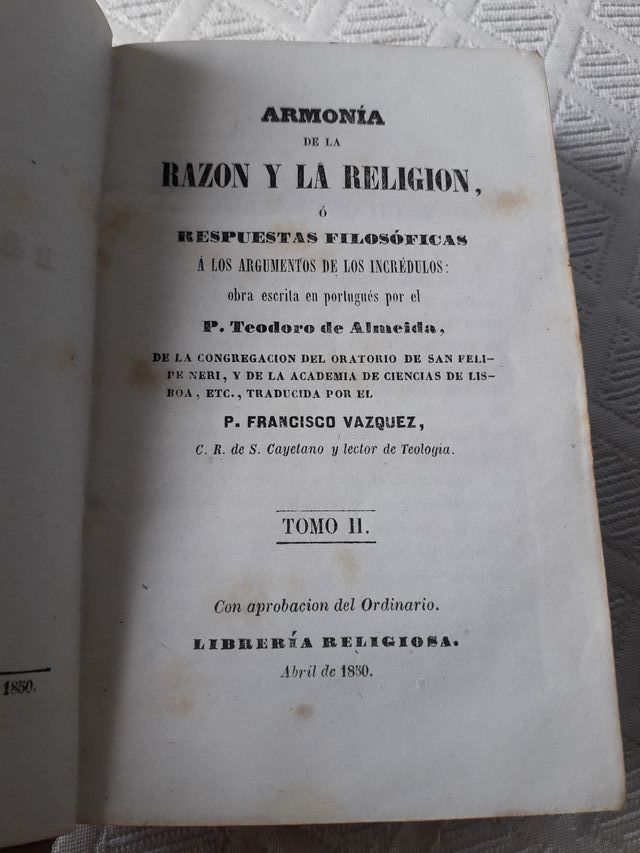 ARMONÍA
DE LA
RAZON Y LA RELIGION,
ó
RESPUESTAS FILOSÓFICAS
Á LOS ARGUMENTOS DE LOS INCRÉDULOS:
obra escrita en portugués por el
P. Teodoro de Almeida,
DE LA CONGREGACION DEL ORATORIO DE SAN FELI-
PE NERI, Y DE LA ACADEMIA DE CIENCIAS DE LIS-
BOA, ETC., TRADUCIDA POR EL
P. FRANCISCO VAZQUEZ,
C. R. de S. Cayetano y lector de Teología.
TOMO II.
Con aprobacion del Ordinario.
LIBRERÍA RELIGIOSA.
Abril de 1850.
1850.